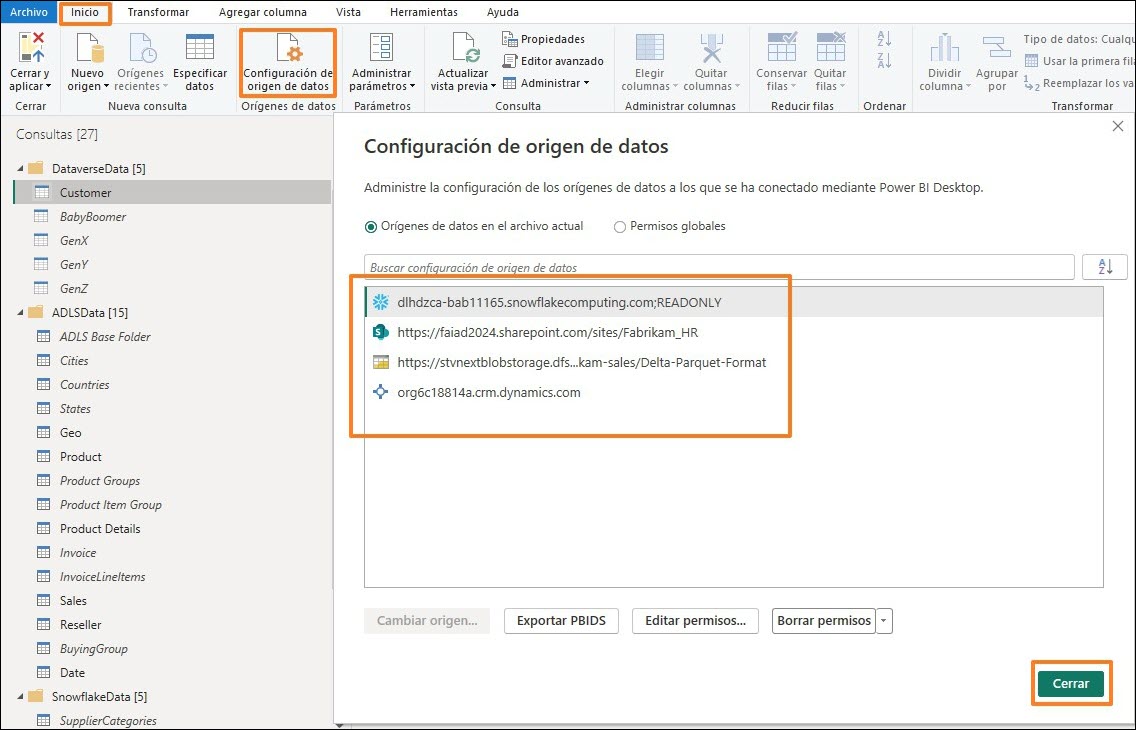 Archivo Inicio Transformar Agregar columna Vista Herramientas Ayuda
Cerrar y aplicar
Cerrar
Nuevo origen
Orígenes recientes
Especificar datos
Nueva consulta
Configuración de origen de datos
Orígenes de datos
Administrar parámetros
Parámetros
Actualizar vista previa
Propiedades
Editor avanzado
Administrar
Consulta
Elegir columnas
Quitar columnas
Administrar columnas
Conservar filas
Quitar filas
Reducir filas
Ordenar
Dividir columna
Agrupar por
Tipo de datos: Cualqu
Usar la primera fila
Reemplazar los va
Transformar
Consultas [27]
DataverseData [5]
Customer
BabyBoomer
GenX
GenY
GenZ
ADLSData [15]
ADLS Base Folder
Cities
Countries
States
Geo
Product
Product Groups
Product Item Group
Product Details
Invoice
InvoiceLineItems
Sales
Reseller
BuyingGroup
Date
SnowflakeData [5]
SupplierCategories
Configuración de origen de datos
Administre la configuración de los orígenes de datos a los que se ha conectado mediante Power BI Desktop.
Orígenes de datos en el archivo actual Permisos globales
Buscar configuración de origen de datos
dlhdzca-bab11165.snowflakecomputing.com;READONLY
https://faiad2024.sharepoint.com/sites/Fabrikam_HR
https://stvnextblobstorage.dfs...kam-sales/Delta-Parquet-Format
org6c18814a.crm.dynamics.com
Cambiar origen... Exportar PBIDS Editar permisos... Borrar permisos
Cerrar